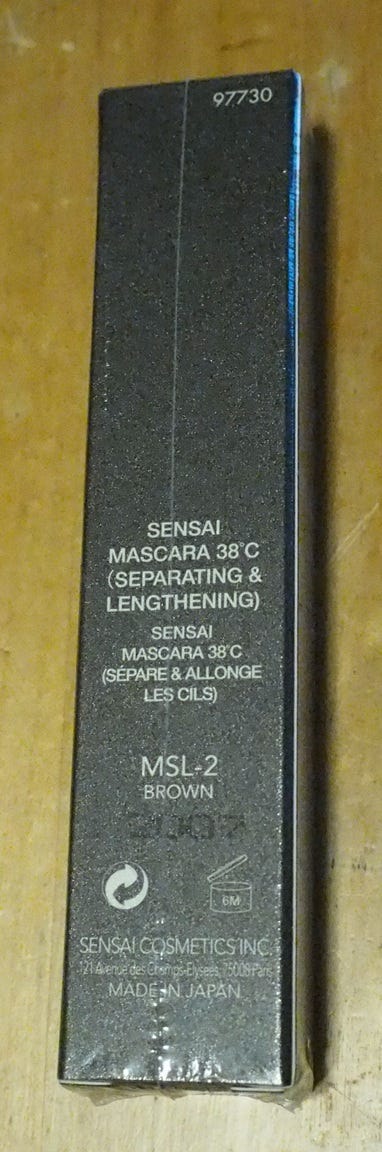 97730
SENSAI
MASCARA 38°C
(SEPARATING &
LENGTHENING)
SENSAI
MASCARA 38°C
(SÉPARE & ALLONGE
LES CILS)
MSL-2
BROWN
6M
SENSAI COSMETICS INC.
121 Avenue des Champs-Elysées, 75008 Paris
MADE IN JAPAN